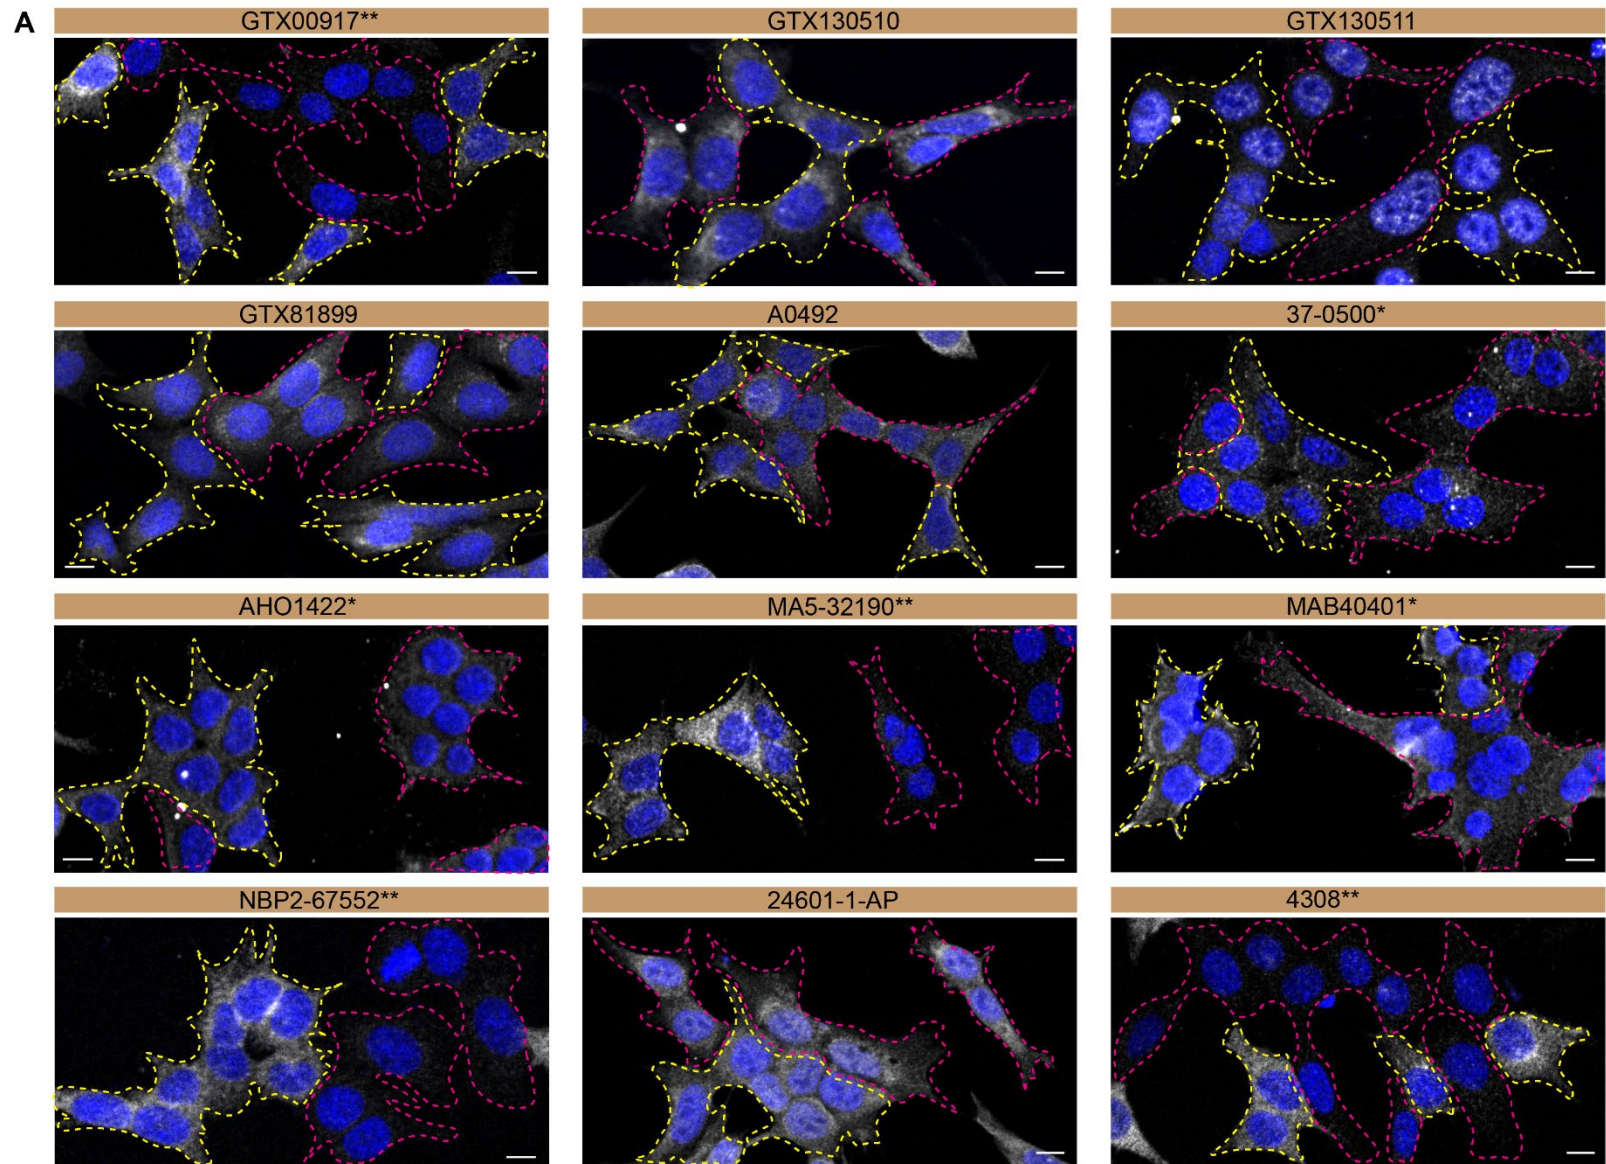 A
GTX00917**
GTX130510
GTX130511
GTX81899
A0492
37-0500*
AHO1422*
MA5-32190**
MAB40401*
NBP2-67552**
24601-1-AP
4308**